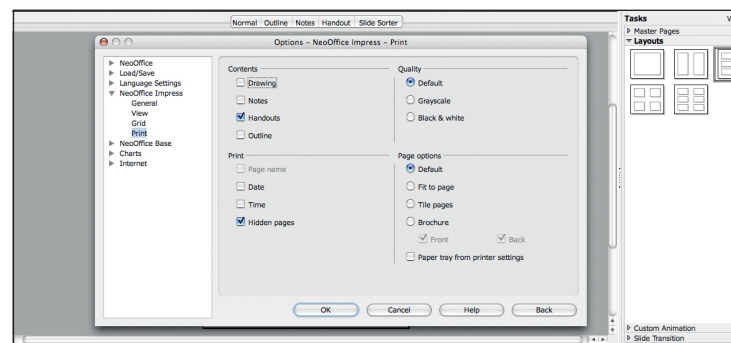 Normal Outline Notes Handout Slide Sorter
Tasks
V
Master Pages
Layouts
Options – NeoOffice Impress – Print
NeoOffice
Load/Save
Language Settings
NeoOffice Impress
General
View
Grid
Print
NeoOffice Base
Charts
Internet
Contents
Drawing
Notes
Handouts
Outline
Quality
Default
Grayscale
Black & white
Print
Page name
Date
Time
Hidden pages
Page options
Default
Fit to page
Tile pages
Brochure
Front Back
Paper tray from printer settings
OK Cancel Help Back
Custom Animation
Slide Transition